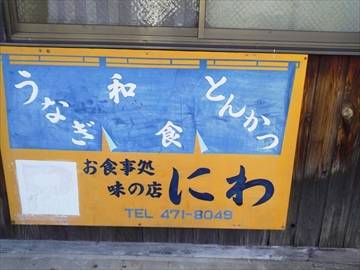 うなぎ
和食
とんかつ
お食事処
味の店
にわ
TEL 471-8049